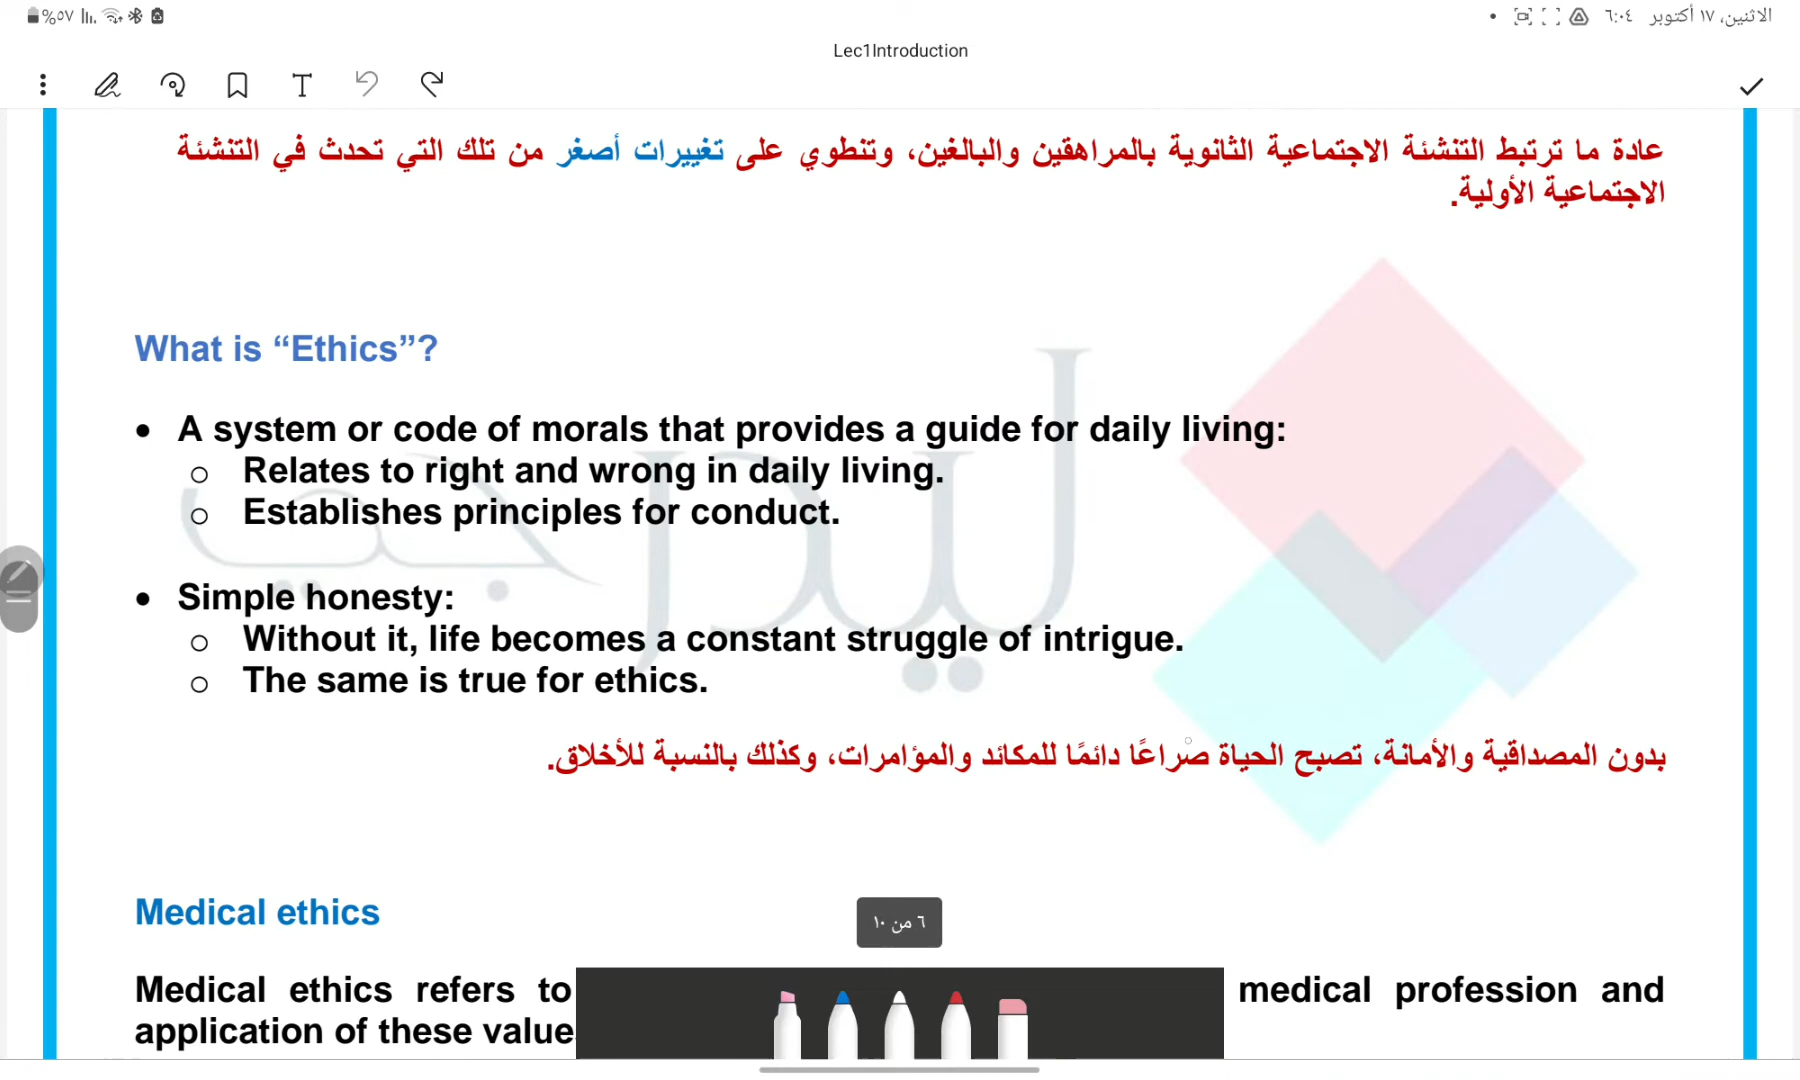 %٥٧
الاثنين، ١٧ أكتوبر ٦:٠٤
Lec1Introduction
عادة ما ترتبط التنشئة الاجتماعية الثانوية بالمراهقين والبالغين، وتنطوي على تغييرات أصغر من تلك التي تحدث في التنشئة
الاجتماعية الأولية.
What is “Ethics”?
• A system or code of morals that provides a guide for daily living:
o Relates to right and wrong in daily living.
o Establishes principles for conduct.
• Simple honesty:
o Without it, life becomes a constant struggle of intrigue.
o The same is true for ethics.
ليدرجي
بدون المصداقية والأمانة، تصبح الحياة صراعًا دائمًا للمكائد والمؤامرات، وكذلك بالنسبة للأخلاق.
Medical ethics
٦ من ١٠
Medical ethics refers to medical profession and
application of these value